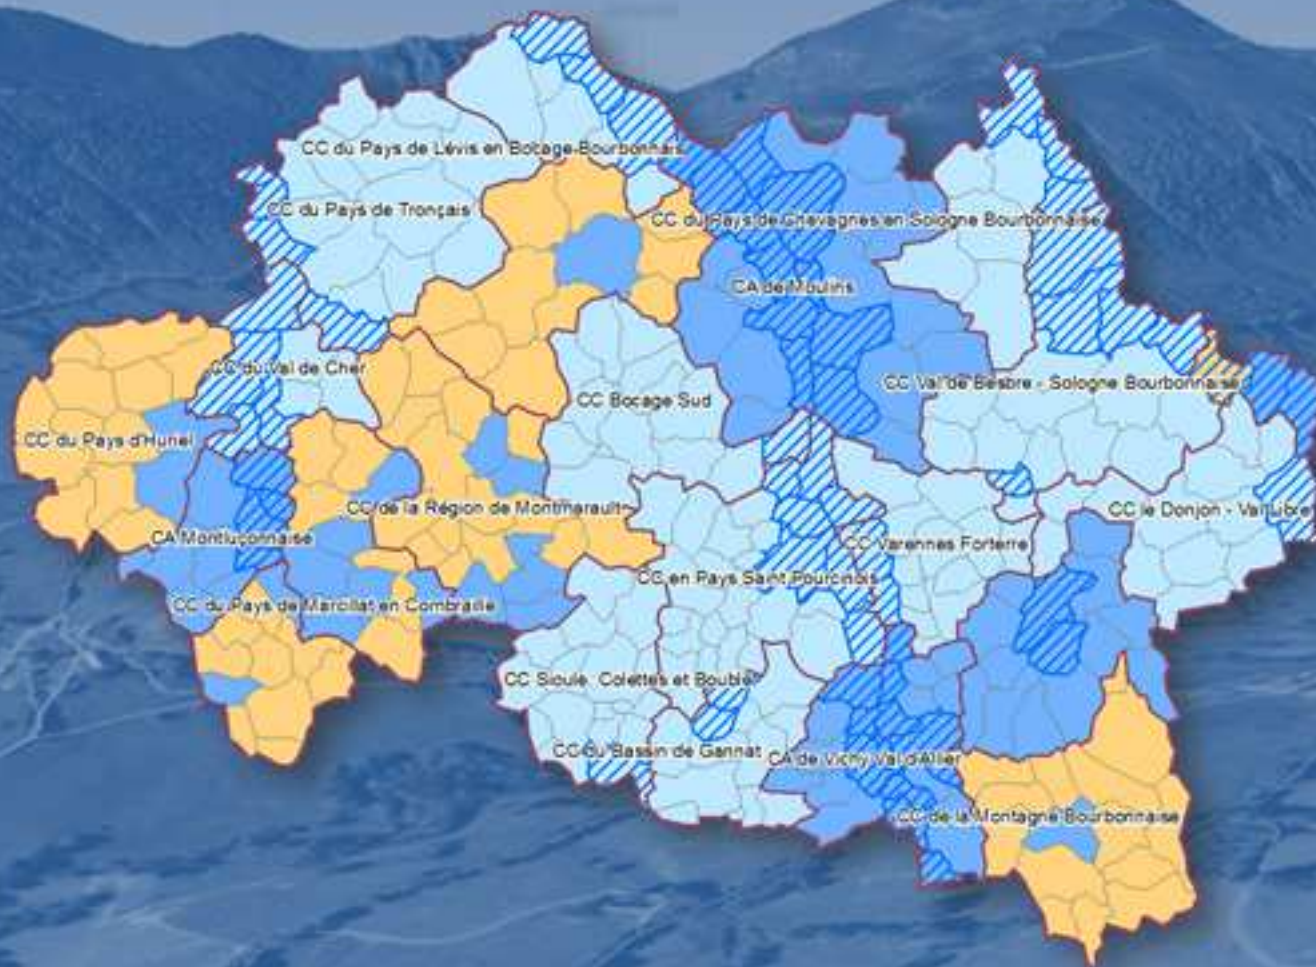 CC du Pays de Lévis en Bocage Bourbonnais
CC du Pays de Tronçais
CC du Pays de Chevagnes en Sologne Bourbonnaise
CA de Moulins
CC du Val de Cher
CC Val de Besbre - Sologne Bourbonnaise
CC Bocage Sud
CC du Pays d'Huriel
CC de la Région de Montmarault
CC le Donjon - Val Libre
CA Montluçonnaise
CC Varennes Forterre
CC en Pays Saint Pourcinois
CC du Pays de Marcillat en Combraille
CC Sioule, Colettes et Bouble
CC du Bassin de Gannat
CA de Vichy Val d'Allier
CC de la Montagne Bourbonnaise